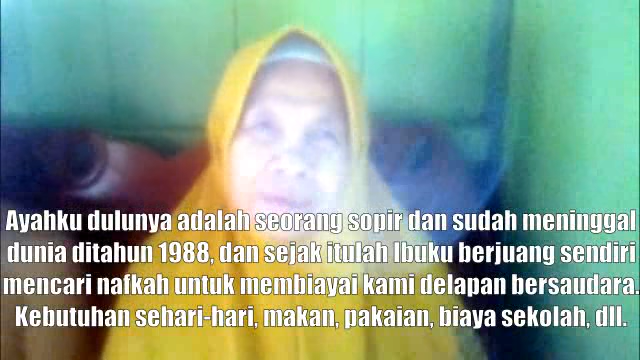 Ayahku dulunya adalah seorang sopir dan sudah meninggal
dunia ditahun 1988, dan sejak itulah Ibuku berjuang sendiri
mencari nafkah untuk membiayai kami delapan bersaudara.
Kebutuhan sehari-hari, makan, pakaian, biaya sekolah, dll.